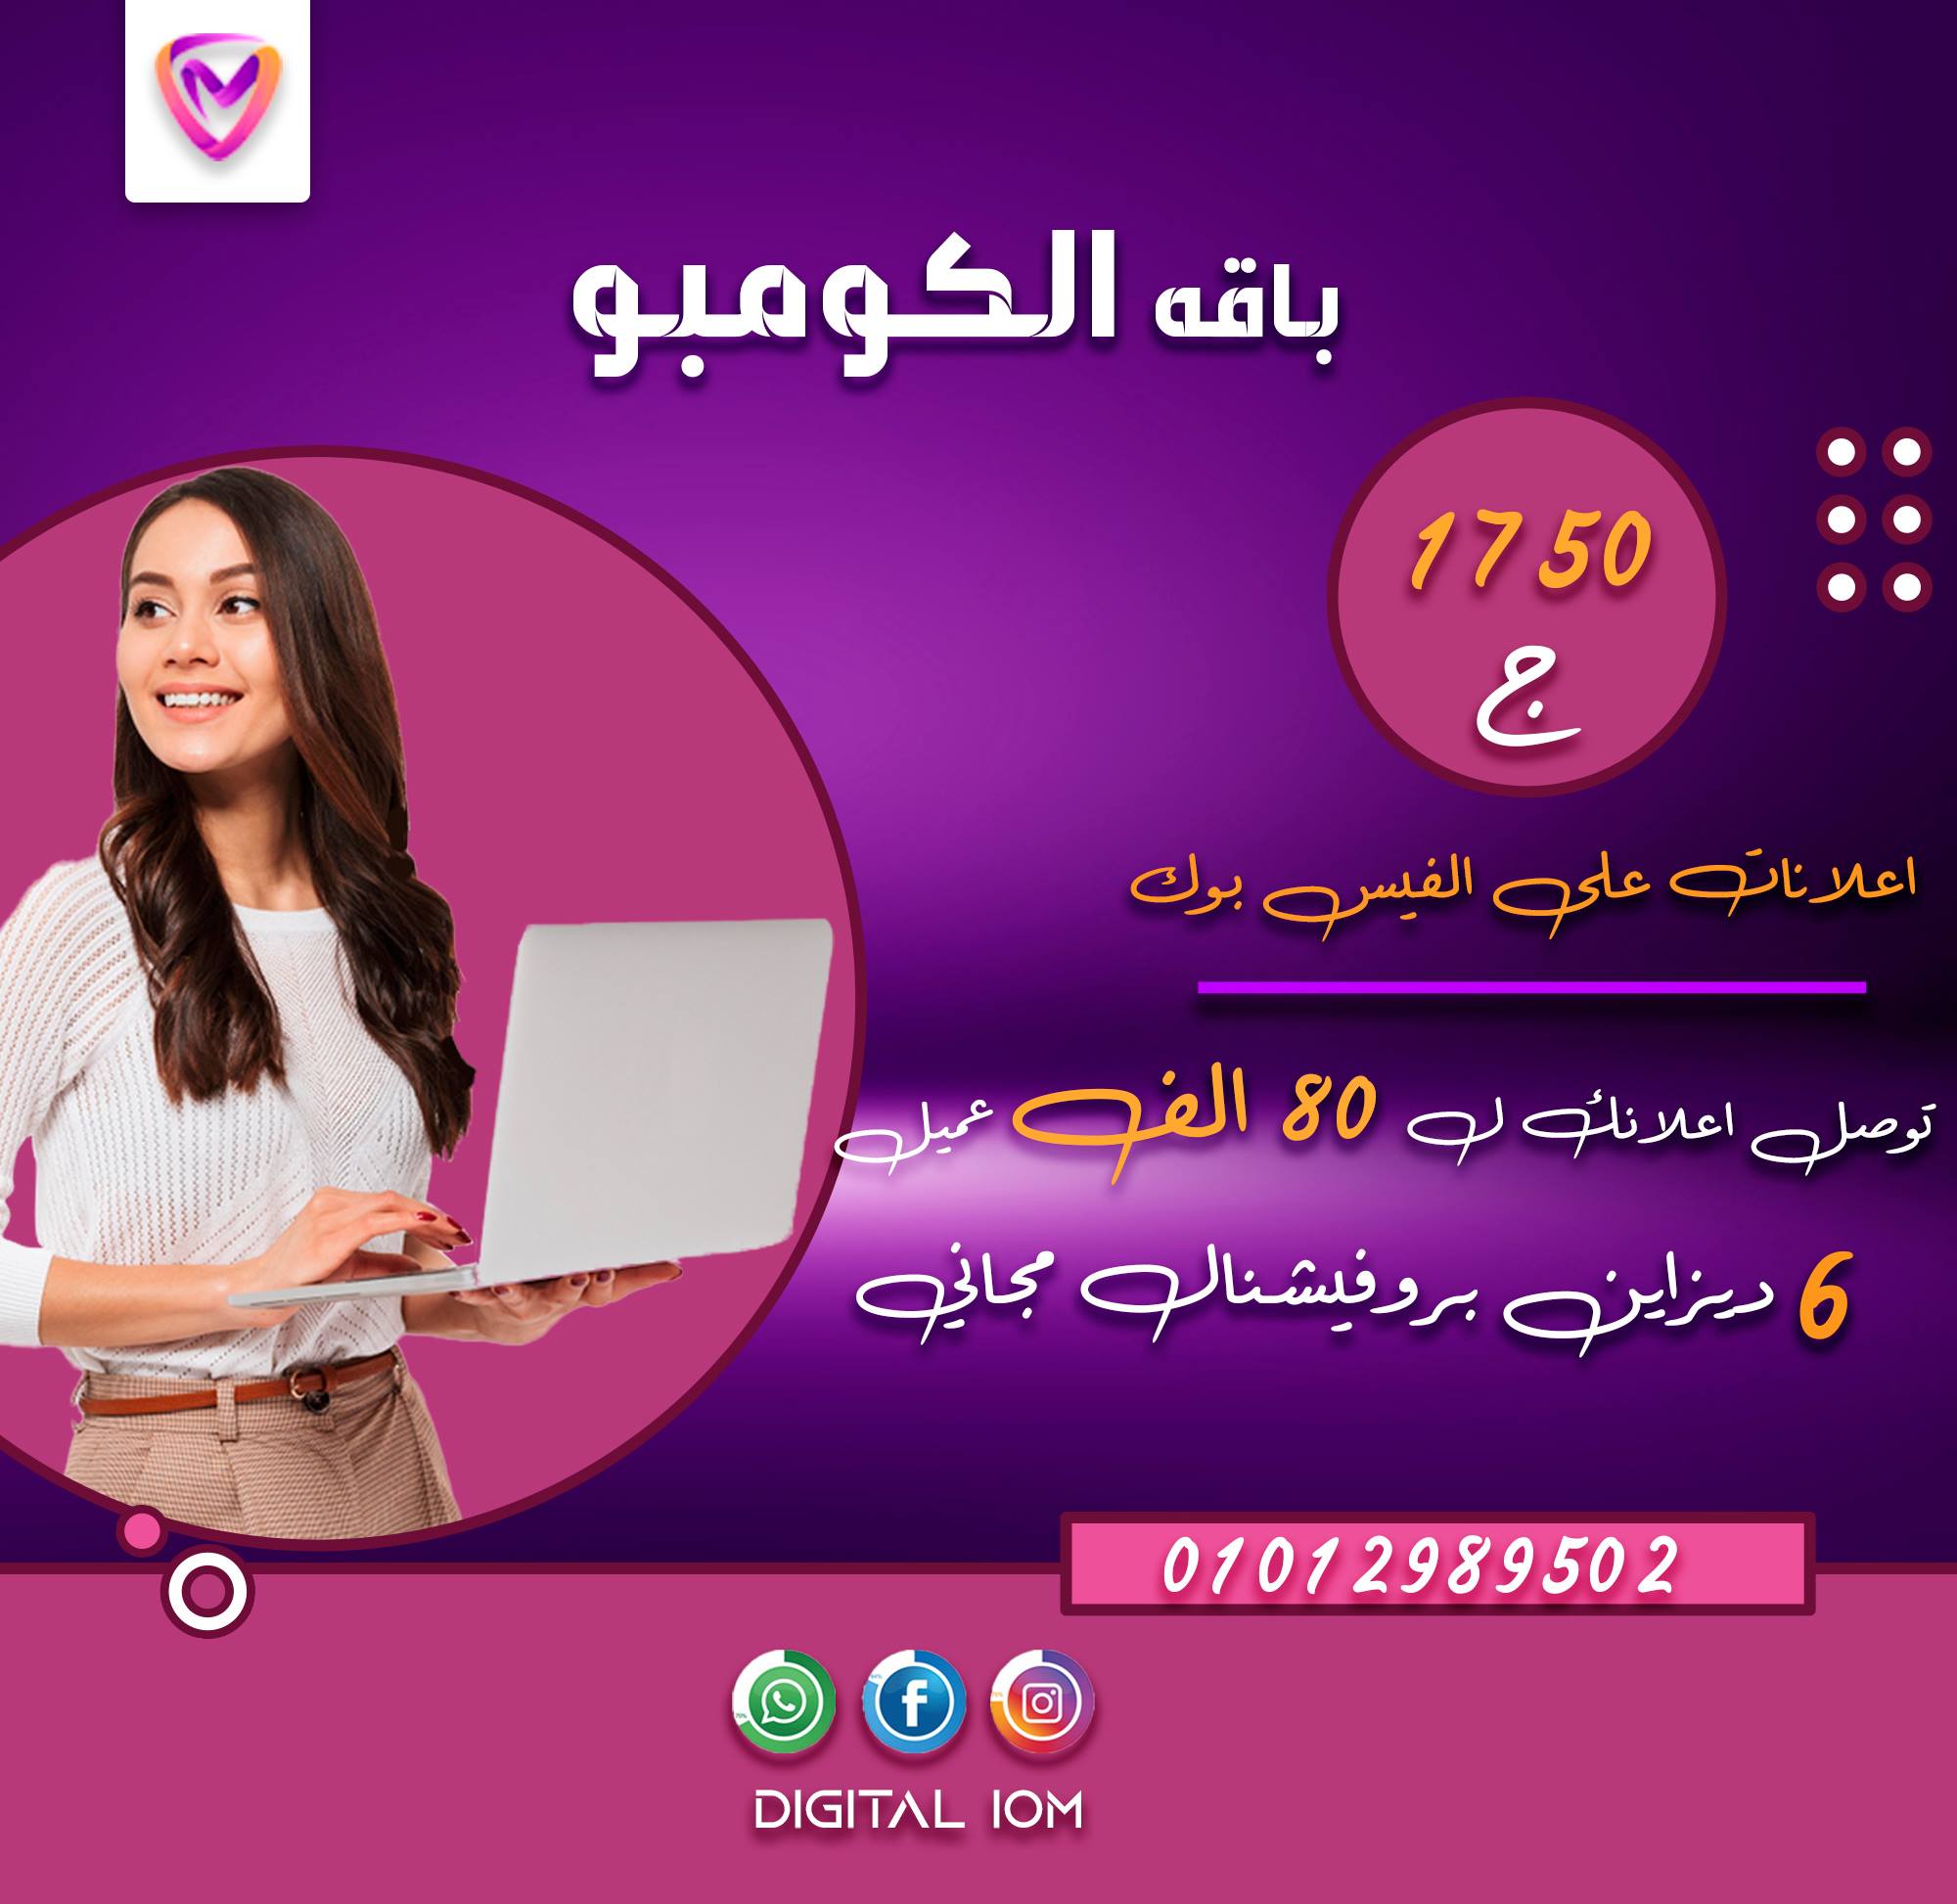 باقه الكومبو
1750
ج
اعلانات على الفيس بوك
توصل اعلانك ل 80 الف عميل
6 ديزاين بروفيشنال مجاني
01012989502
DIGITAL IOM